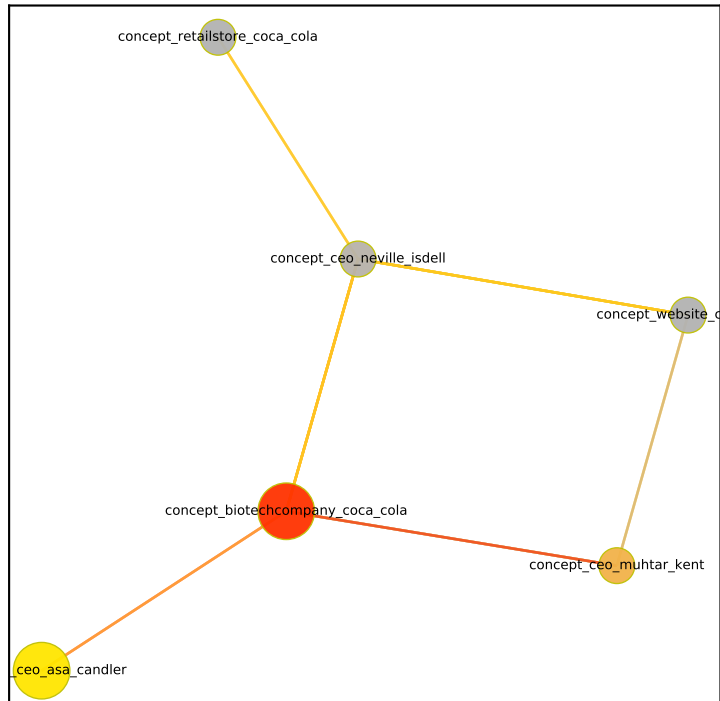 concept_retailstore_coca_cola
concept_ceo_neville_isdell
concept_website_c
concept_biotechcompany_coca_cola
concept_ceo_muhtar_kent
_ceo_asa_candler